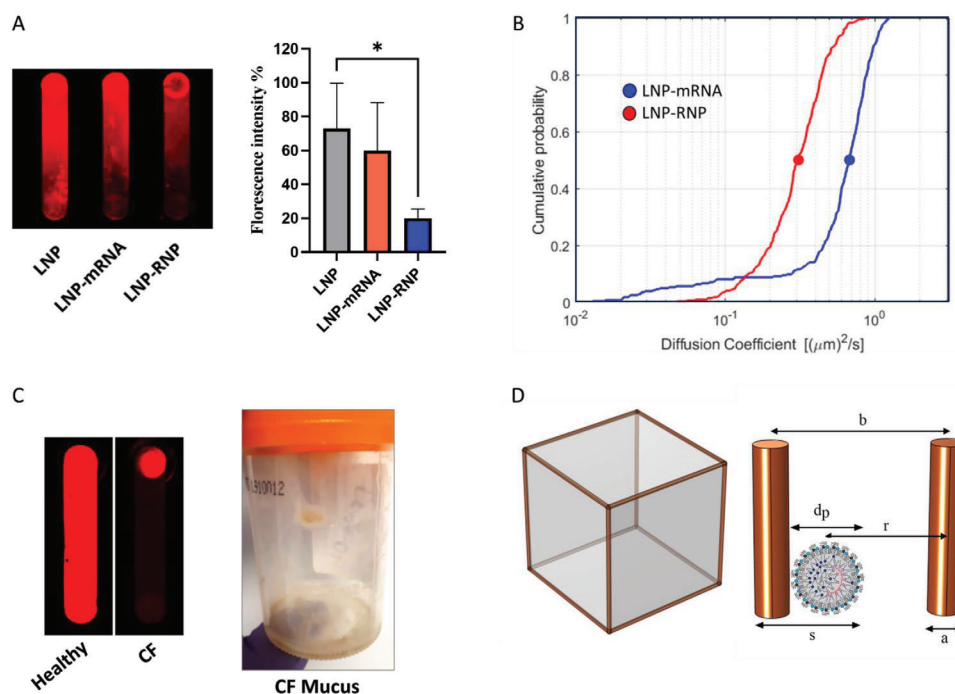 A
LNP
LNP-mRNA
LNP-RNP
Florescence intensity %
120
100
80
60
40
20
0
*
LNP
LNP-mRNA
LNP-RNP
B
Cumulative probability
1
0.8
0.6
0.4
0.2
0
LNP-mRNA
LNP-RNP
10-2
10-1
100
Diffusion Coefficient [(μm)2/s]
C
Healthy
CF
1910012
CF Mucus
D
b
dp
r
s
a